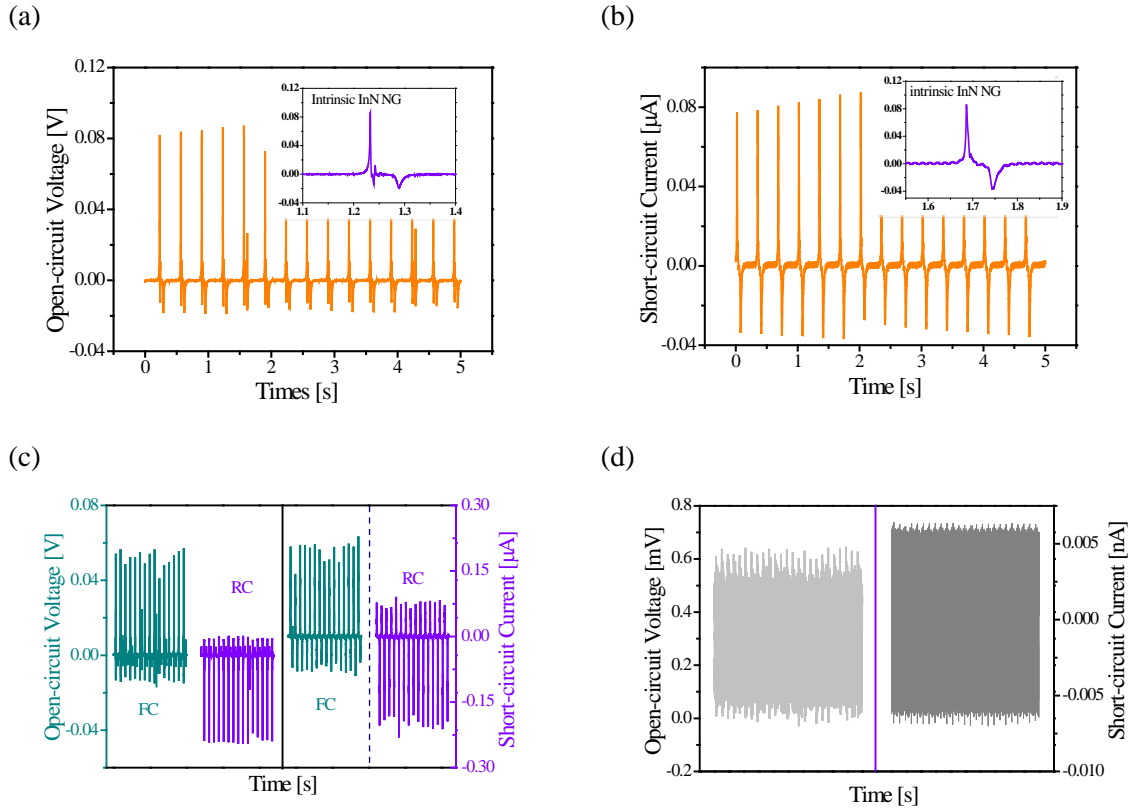 (a)
(b)
Open-circuit Voltage [V]
0.12
0.08
0.04
0.00
-0.04
0 1 2 3 4 5
Times [s]
Intrinsic InN NG
0.12
0.08
0.04
0.00
-0.04
1.1 1.2 1.3 1.4
Short-circuit Current [μA]
0.08
0.04
0.00
-0.04
0 1 2 3 4 5
Time [s]
intrinsic InN NG
0.12
0.08
0.04
0.00
-0.04
1.6 1.7 1.8 1.9
(c)
(d)
Open-circuit Voltage [V]
0.08
0.04
0.00
-0.04
FC
RC
FC
RC
0.30
0.15
0.00
-0.15
-0.30
Short-circuit Current [μA]
Time [s]
Open-circuit Voltage [mV]
0.8
0.6
0.4
0.2
0.0
-0.2
0.005
0.000
-0.005
-0.010
Short-circuit Current [nA]
Time [s]